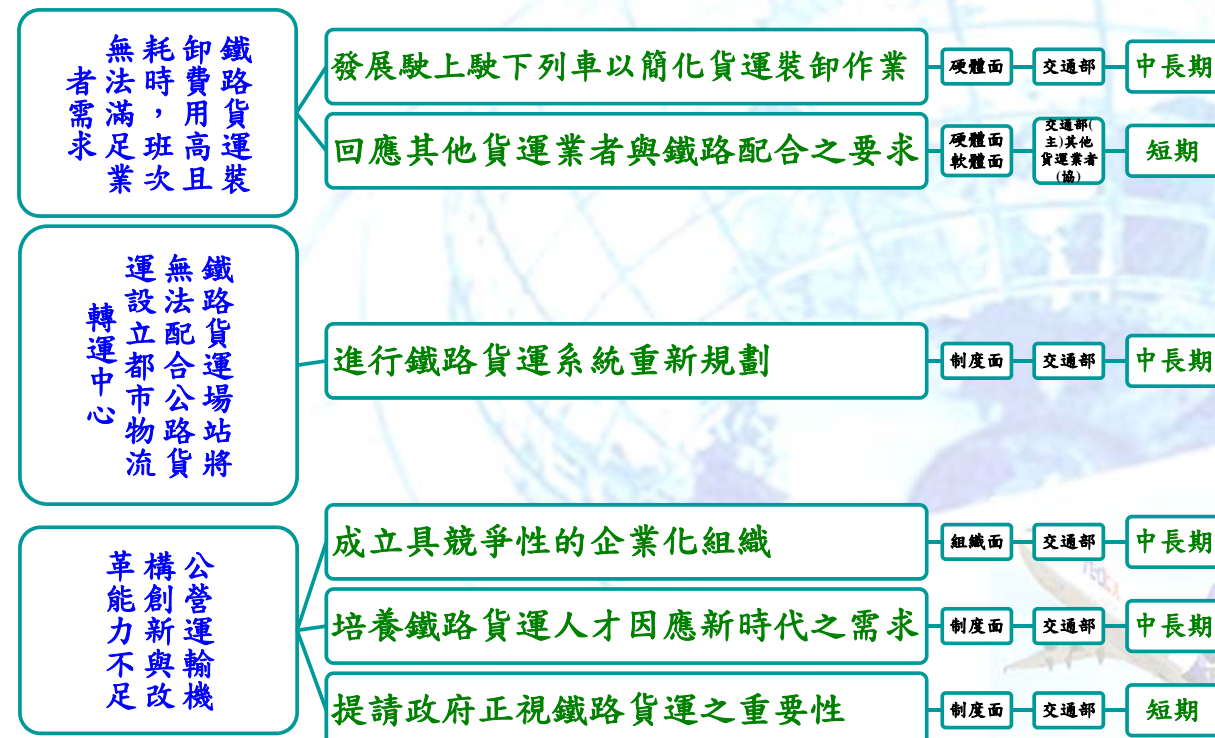 鐵路貨運裝
卸費用高且
耗時，班次
無法滿足業
者需求
發展駛上駛下列車以簡化貨運裝卸作業
硬體面
交通部
中長期
回應其他貨運業者與鐵路配合之要求
硬體面
軟體面
交通部(
主)其他
貨運業者
(協)
短期
鐵路貨運場站將
無法配合公路貨
運設立都市物流
轉運中心
進行鐵路貨運系統重新規劃
制度面
交通部
中長期
公營運輸機
構創新與改
革能力不足
成立具競爭性的企業化組織
組織面
交通部
中長期
培養鐵路貨運人才因應新時代之需求
制度面
交通部
中長期
提請政府正視鐵路貨運之重要性
制度面
交通部
短期